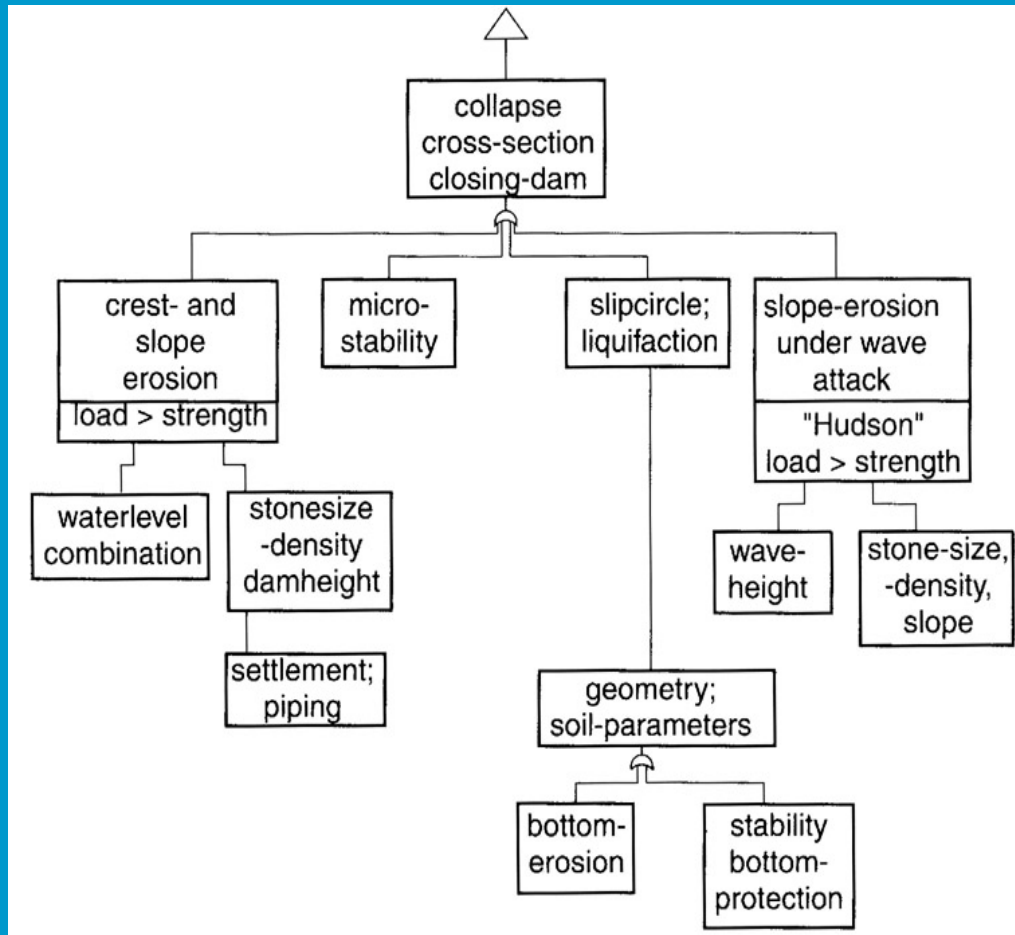 collapse
cross-section
closing-dam
crest- and
slope
erosion
load > strength
micro-
stability
slipcircle;
liquifaction
slope-erosion
under wave
attack
"Hudson"
load > strength
waterlevel
combination
stonesize
-density
damheight
settlement;
piping
wave-
height
stone-size,
-density,
slope
geometry;
soil-parameters
bottom-
erosion
stability
bottom-
protection